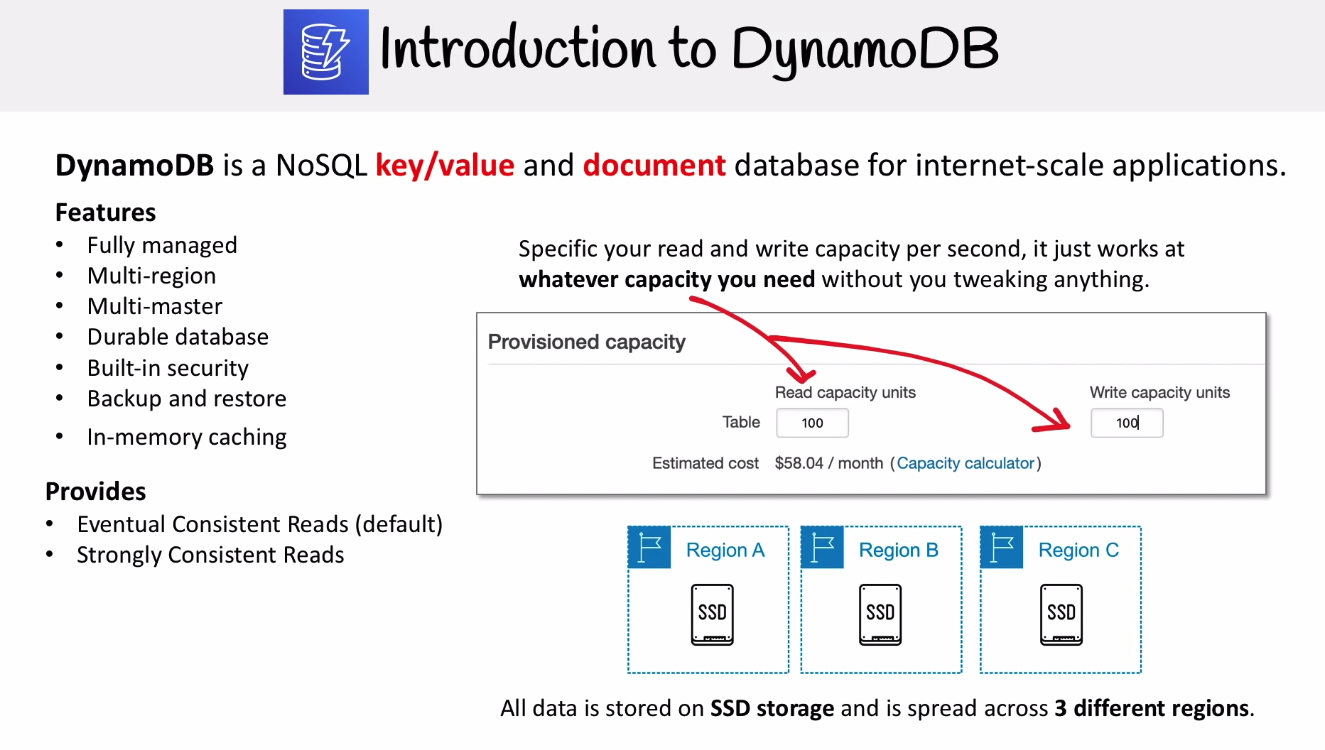 Introduction to DynamoDB
DynamoDB is a NoSQL key/value and document database for internet-scale applications.
Features
• Fully managed
• Multi-region
• Multi-master
• Durable database
• Built-in security
• Backup and restore
• In-memory caching
Provides
• Eventual Consistent Reads (default)
• Strongly Consistent Reads
Specific your read and write capacity per second, it just works at
whatever capacity you need without you tweaking anything.
Provisioned capacity
Read capacity units Write capacity units
Table 100 100
Estimated cost $58.04 / month (Capacity calculator)
Region A Region B Region C
SSD SSD SSD
All data is stored on SSD storage and is spread across 3 different regions.